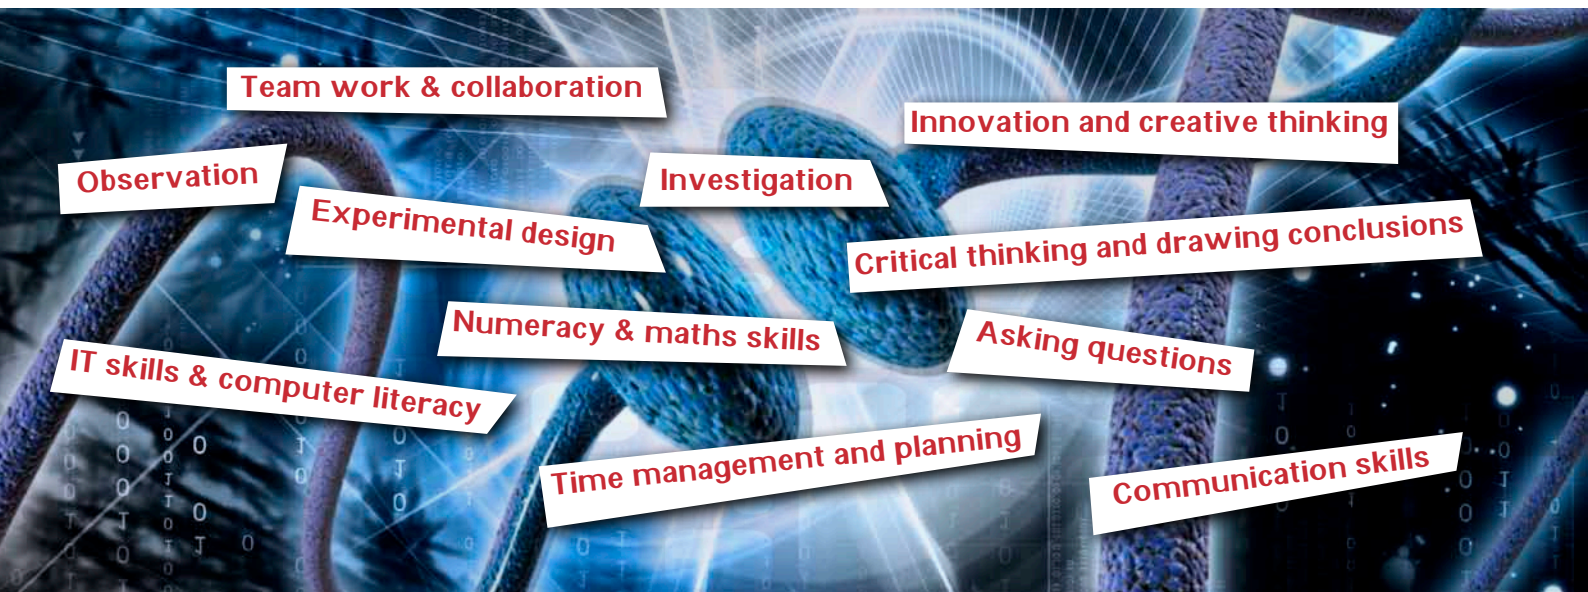 Team work & collaboration
Innovation and creative thinking
Observation
Investigation
Experimental design
Critical thinking and drawing conclusions
Numeracy & maths skills
Asking questions
IT skills & computer literacy
Time management and planning
Communication skills